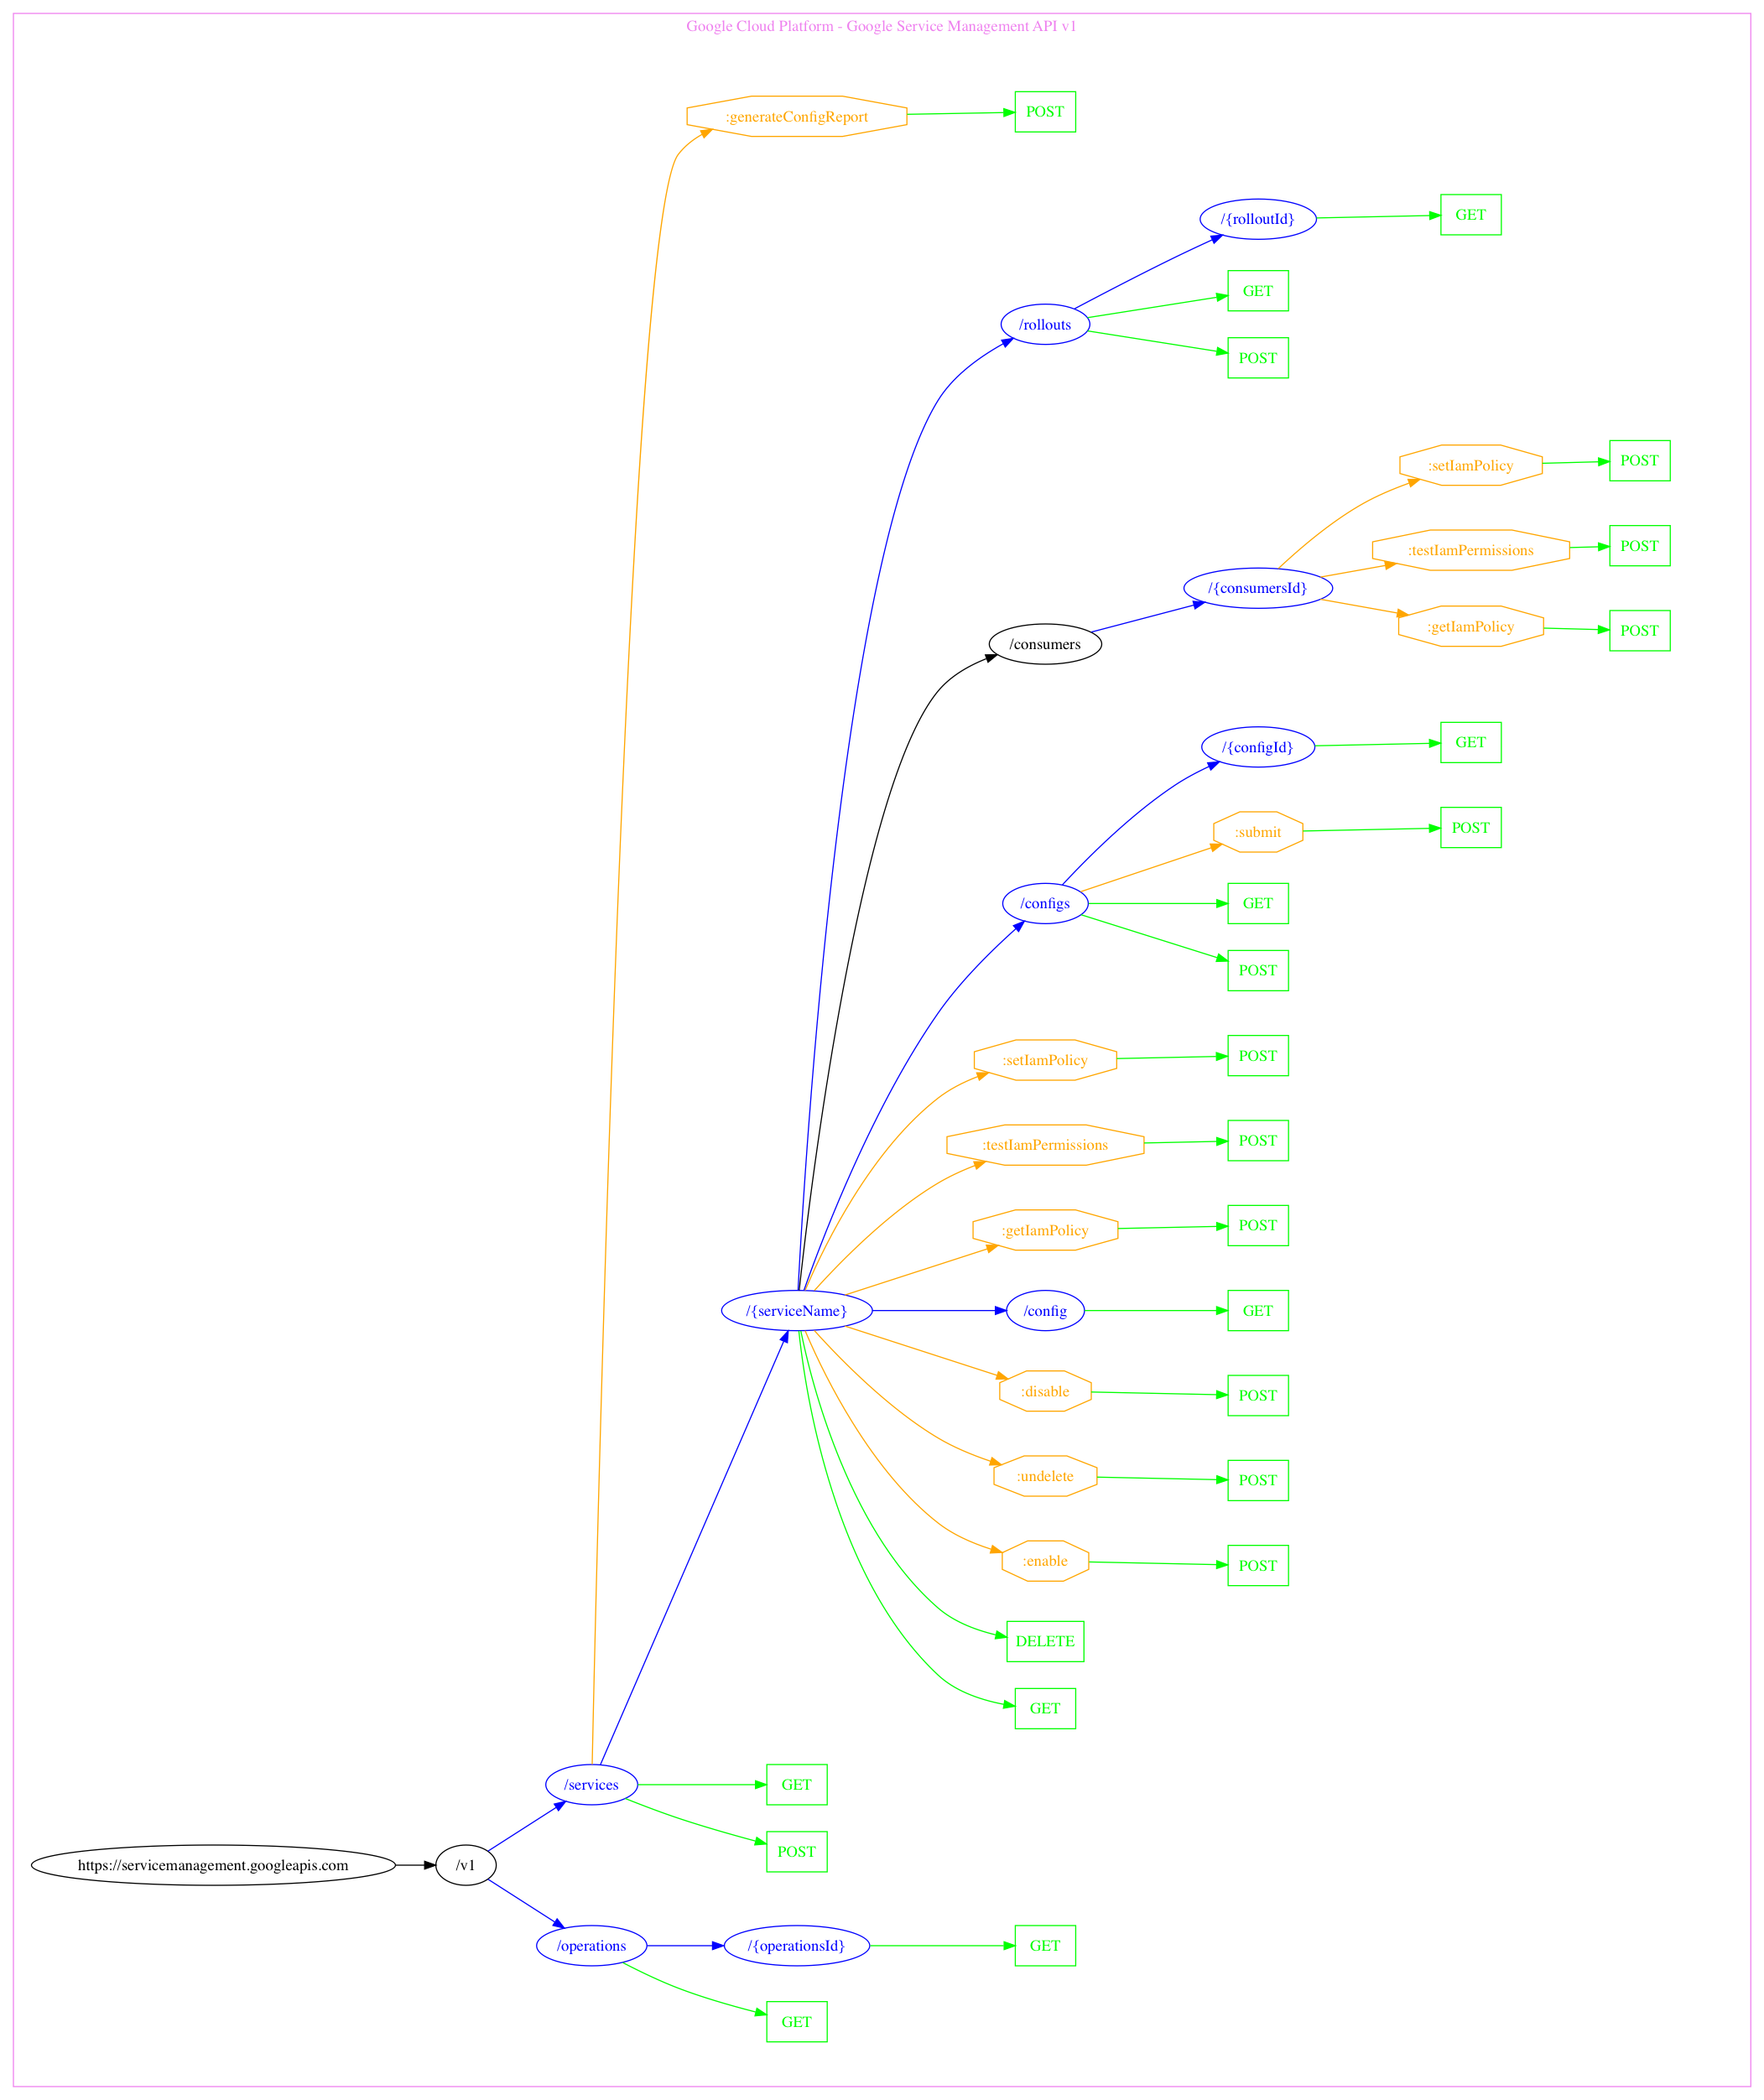 Google Cloud Platform - Google Service Management API v1
:generateConfigReport
POST
/{rolloutId}
GET
/rollouts
GET
POST
:setIamPolicy
POST
:testIamPermissions
POST
/{consumersId}
:getIamPolicy
POST
/consumers
/{configId}
GET
:submit
POST
/configs
GET
POST
:setIamPolicy
POST
:testIamPermissions
POST
:getIamPolicy
POST
/{serviceName}
/config
GET
:disable
POST
:undelete
POST
:enable
POST
DELETE
GET
/services
GET
POST
https://servicemanagement.googleapis.com
/v1
/operations
/{operationsId}
GET
GET